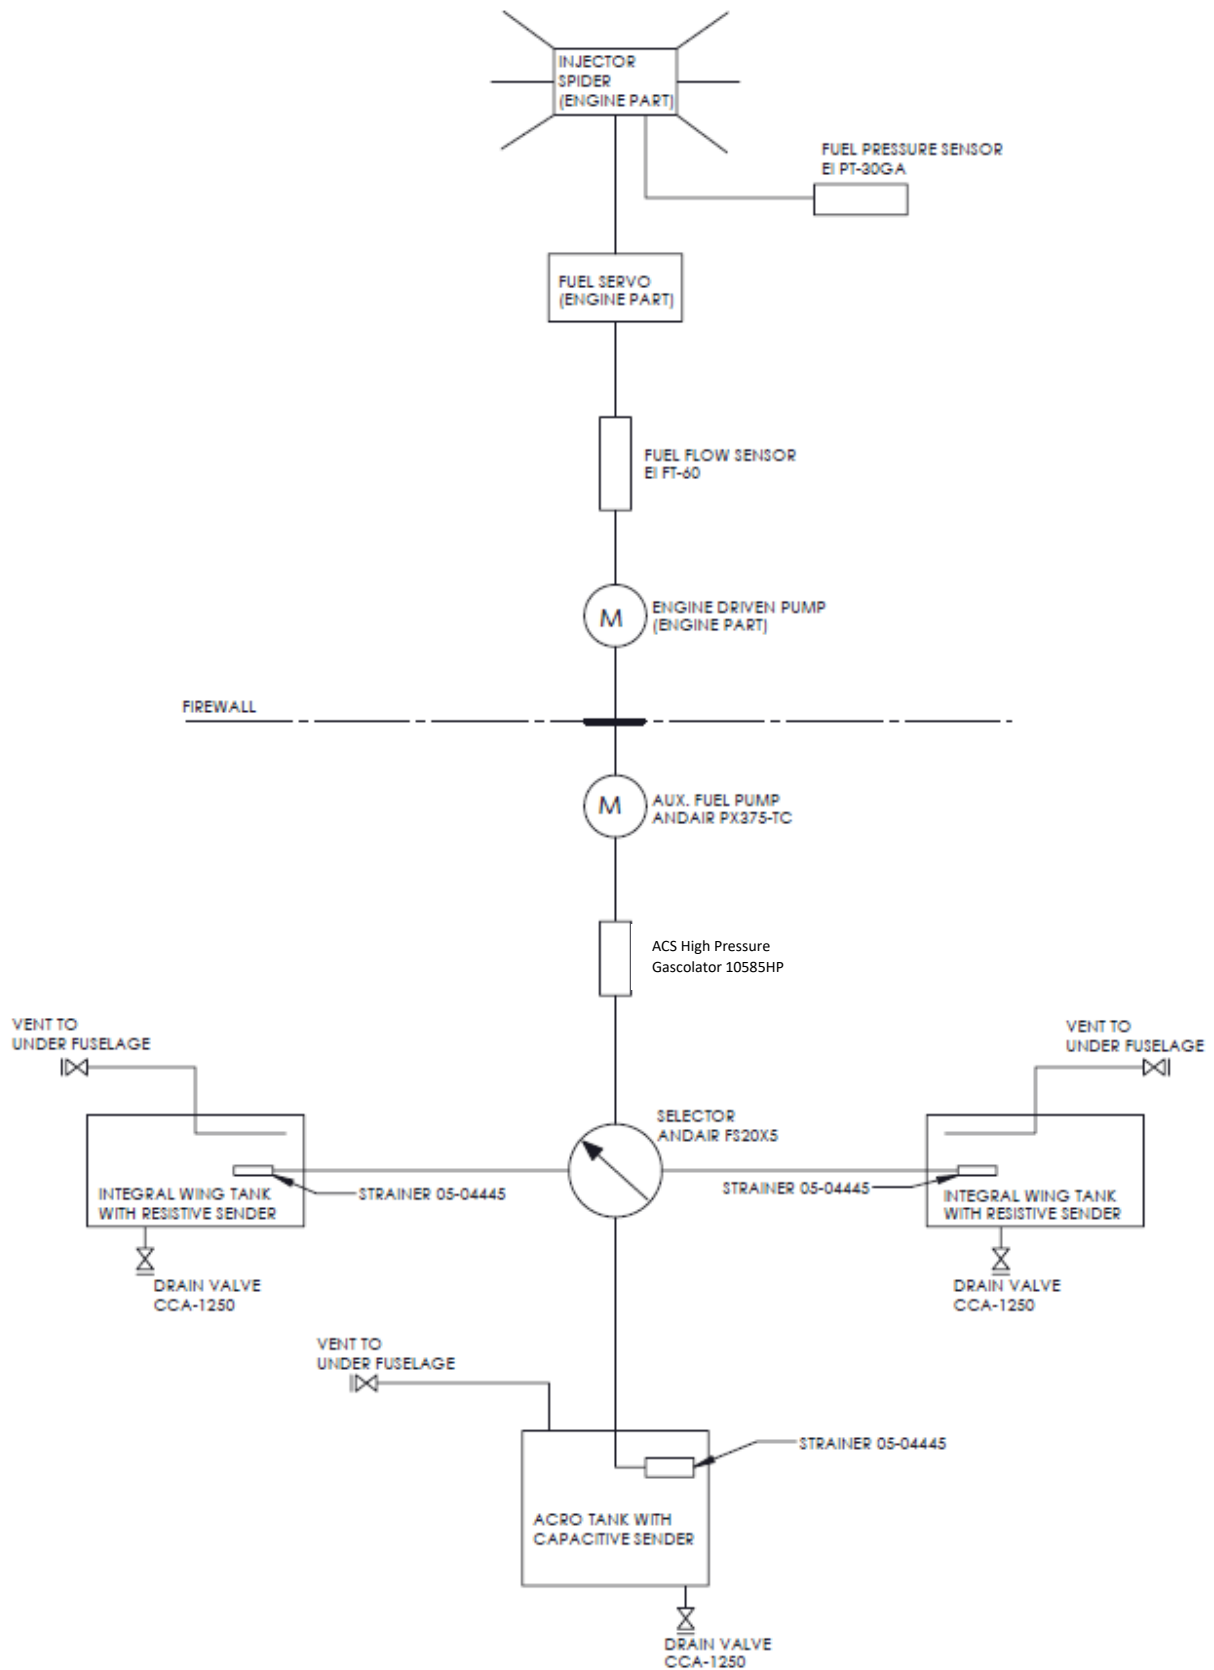 INJECTOR
SPIDER
(ENGINE PART)
FUEL PRESSURE SENSOR
EI PT-30GA
FUEL SERVO
(ENGINE PART)
FUEL FLOW SENSOR
EI FT-60
M
ENGINE DRIVEN PUMP
(ENGINE PART)
FIREWALL
M
AUX. FUEL PUMP
ANDAIR PX375-TC
ACS High Pressure
Gascolator 10585HP
VENT TO
UNDER FUSELAGE
VENT TO
UNDER FUSELAGE
SELECTOR
ANDAIR FS20X5
STRAINER 05-04445
STRAINER 05-04445
INTEGRAL WING TANK
WITH RESISTIVE SENDER
INTEGRAL WING TANK
WITH RESISTIVE SENDER
DRAIN VALVE
CCA-1250
DRAIN VALVE
CCA-1250
VENT TO
UNDER FUSELAGE
STRAINER 05-04445
ACRO TANK WITH
CAPACITIVE SENDER
DRAIN VALVE
CCA-1250